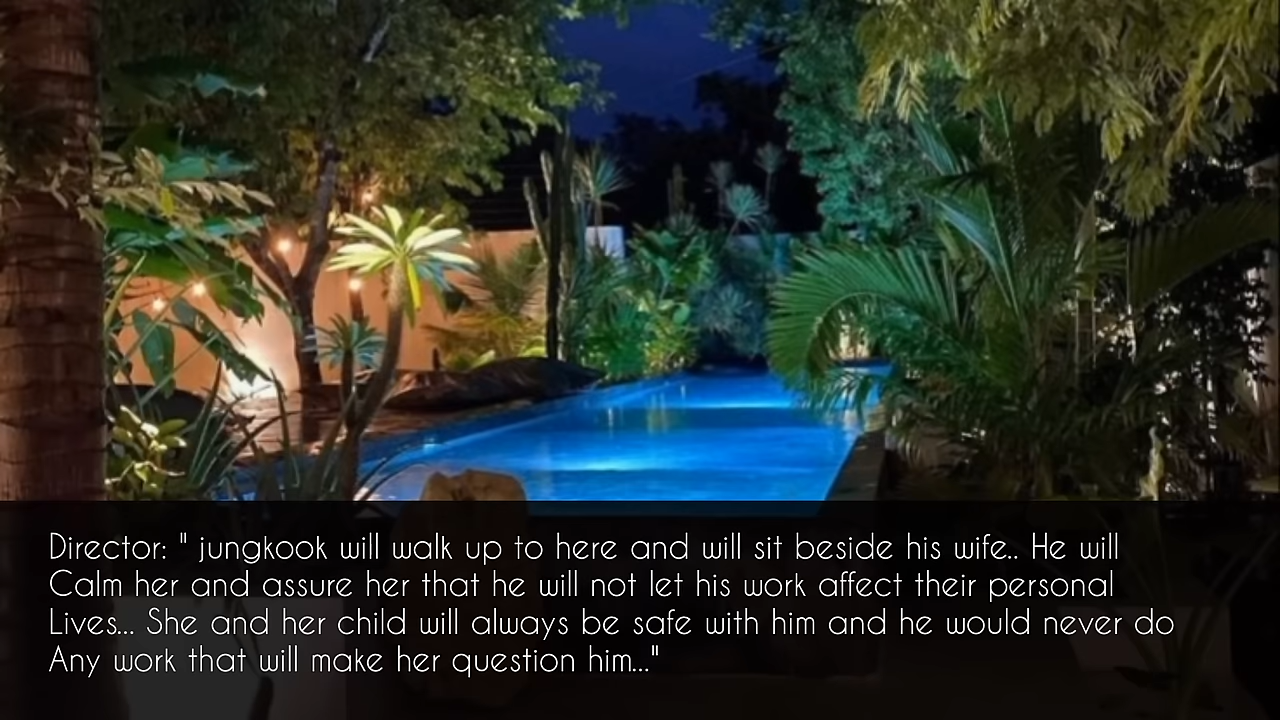 Director: " jungkook will walk up to here and will sit beside his wife.. He will
Calm her and assure her that he will not let his work affect their personal
Lives... She and her child will always be safe with him and he would never do
Any work that will make her question him..."